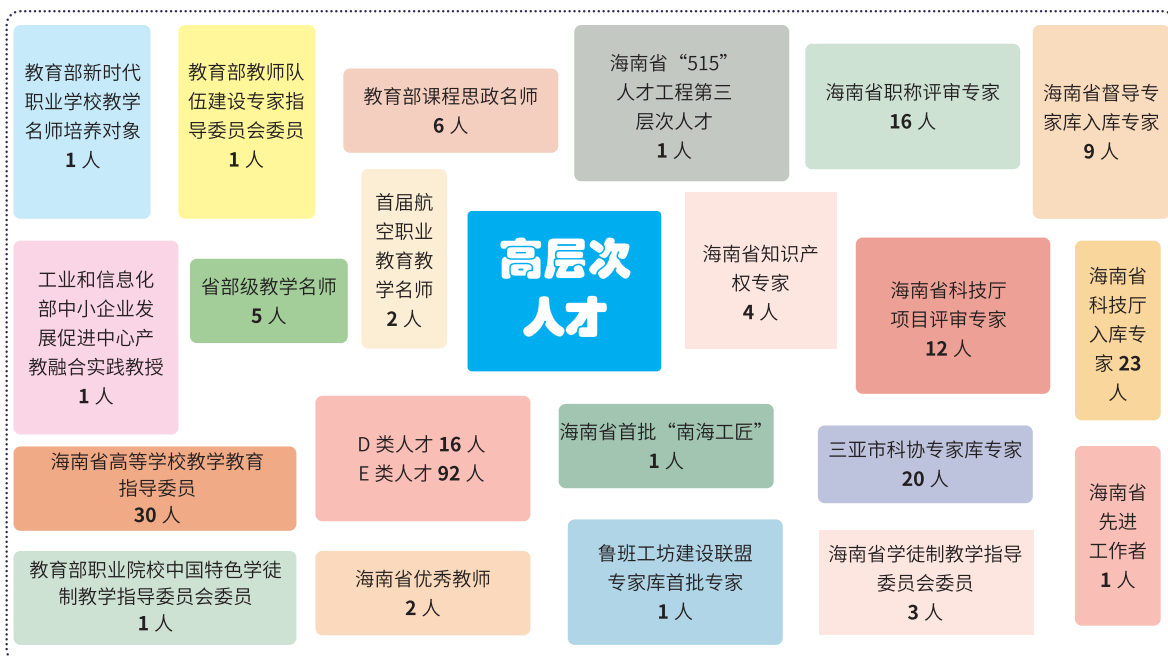 教育部新时代
职业学校教学
名师培养对象
1 人
教育部教师队
伍建设专家指
导委员会委员
1 人
教育部课程思政名师
6 人
海南省“515”
人才工程第三
层次人才
1 人
海南省职称评审专家
16 人
海南省督导专
家库入库专家
9 人
工业和信息化
部中小企业发
展促进中心产
教融合实践教授
1 人
省部级教学名师
5 人
首届航
空职业
教育教
学名师
2 人
高层次
人才
海南省知识产
权专家
4 人
海南省科技厅
项目评审专家
12 人
海南省
科技厅
入库专
家 23
人
海南省高等学校教学教育
指导委员
30 人
D 类人才 16 人
E 类人才 92 人
海南省首批“南海工匠”
1 人
三亚市科协专家库专家
20 人
海南省
先进
工作者
1 人
教育部职业院校中国特色学徒
制教学指导委员会委员
1 人
海南省优秀教师
2 人
鲁班工坊建设联盟
专家库首批专家
1 人
海南省学徒制教学指导
委员会委员
3 人